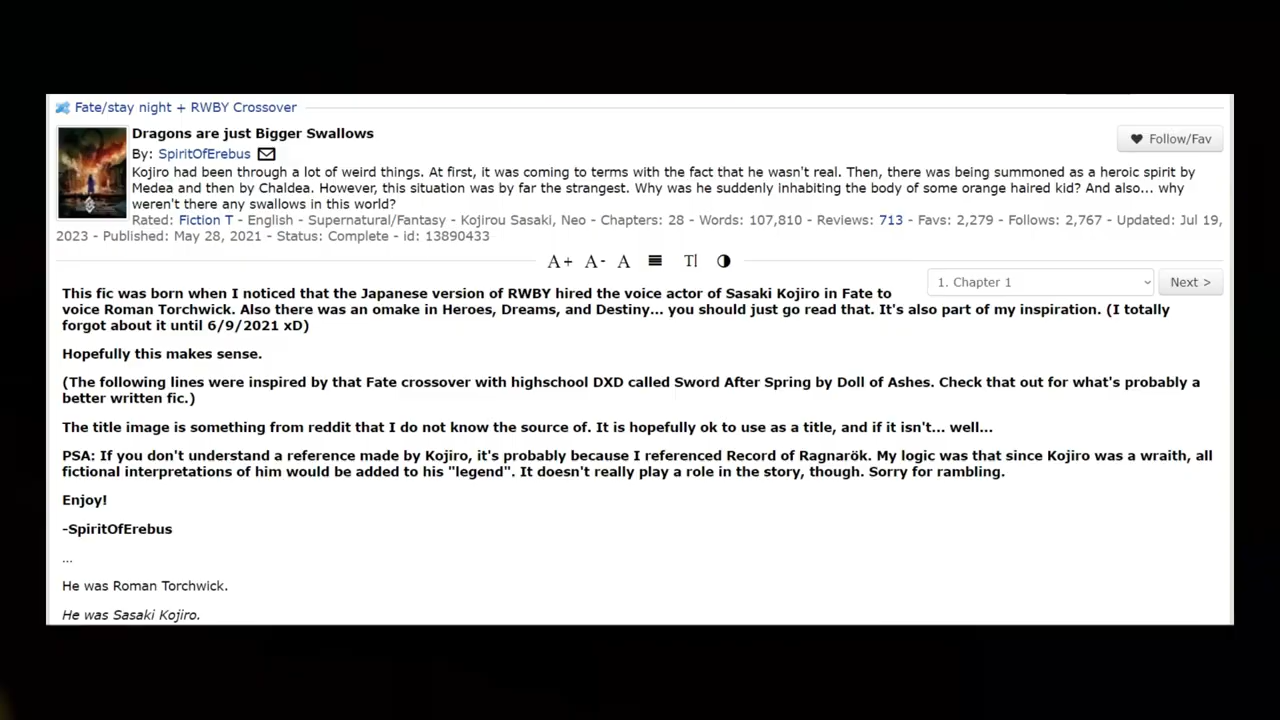 Fate/stay night + RWBY Crossover
Dragons are just Bigger Swallows
Follow/Fav
By: SpiritOfErebus
Kojiro had been through a lot of weird things. At first, it was coming to terms with the fact that he wasn't real. Then, there was being summoned as a heroic spirit by
Medea and then by Chaldea. However, this situation was by far the strangest. Why was he suddenly inhabiting the body of some orange haired kid? And also... why
weren't there any swallows in this world?
Rated: Fiction T - English - Supernatural/Fantasy - Kojirou Sasaki, Neo - Chapters: 28 - Words: 107,810 - Reviews: 713 - Favs: 2,279 - Follows: 2,767 - Updated: Jul 19,
2023 - Published: May 28, 2021 - Status: Complete - id: 13890433
A+ A- A T|
1. Chapter 1 Next >
This fic was born when I noticed that the Japanese version of RWBY hired the voice actor of Sasaki Kojiro in Fate to
voice Roman Torchwick. Also there was an omake in Heroes, Dreams, and Destiny... you should just go read that. It's also part of my inspiration. (I totally
forgot about it until 6/9/2021 xD)
Hopefully this makes sense.
(The following lines were inspired by that Fate crossover with highschool DXD called Sword After Spring by Doll of Ashes. Check that out for what's probably a
better written fic.)
The title image is something from reddit that I do not know the source of. It is hopefully ok to use as a title, and if it isn't... well...
PSA: If you don't understand a reference made by Kojiro, it's probably because I referenced Record of Ragnarök. My logic was that since Kojiro was a wraith, all
fictional interpretations of him would be added to his "legend". It doesn't really play a role in the story, though. Sorry for rambling.
Enjoy!
-SpiritOfErebus
...
He was Roman Torchwick.
He was Sasaki Kojiro.